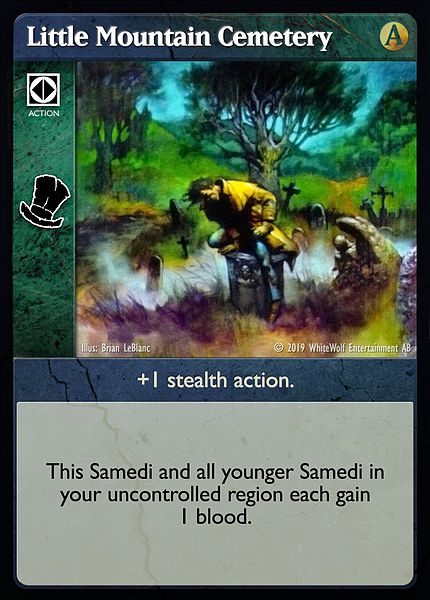 Little Mountain Cemetery
A
ACTION
Illus: Brian LeBlanc
© 2019 WhiteWolf Entertainment AB
+1 stealth action.
This Samedi and all younger Samedi in
your uncontrolled region each gain
1 blood.